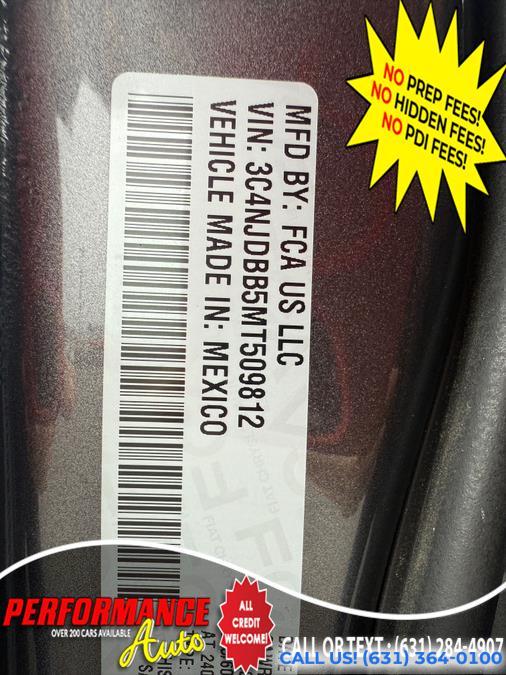 NO PREP FEES!
NO HIDDEN FEES!
NO PDI FEES!
MFD BY: FCA US LLC
VIN: 3C4NJDBB5MT509812
VEHICLE MADE IN: MEXICO
PERFORMANCE
OVER 200 CARS AVAILABLE
Auto
ALL
CREDIT
WELCOME!
CALL OR TEXT : (631) 284-4907
CALL US! (631) 364-0100